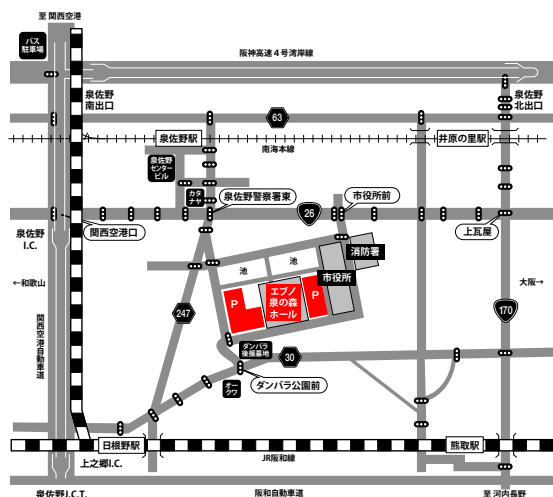 至 関西空港
バス
駐車場
阪神高速４号湾岸線
泉佐野
南出口
泉佐野
北出口
63
泉佐野駅
井原の里駅
南海本線
泉佐野
センター
ビル
カタ
ナヤ
泉佐野警察署東
26
市役所前
関西空港口
上瓦屋
泉佐野
I.C.
消防署
池
池
市役所
←和歌山
大阪→
エブノ
泉の森
ホール
P
P
247
170
関西空港自動車道
ダンバラ
後援墓地
30
オー
クワ
ダンバラ公園前
日根野駅
熊取駅
上之郷I.C.
JR阪和線
泉佐野J.C.T.
阪和自動車道
至 河内長野